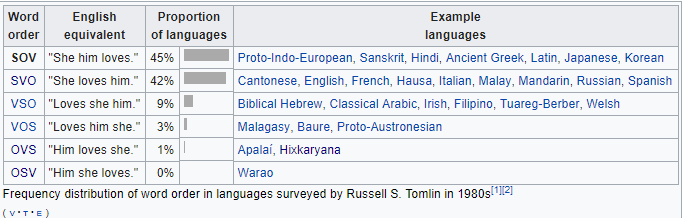 Word order English equivalent Proportion of languages Example languages
SOV "She him loves." 45% Proto-Indo-European, Sanskrit, Hindi, Ancient Greek, Latin, Japanese, Korean
SVO "She loves him." 42% Cantonese, English, French, Hausa, Italian, Malay, Mandarin, Russian, Spanish
VSO "Loves she him." 9% Biblical Hebrew, Classical Arabic, Irish, Filipino, Tuareg-Berber, Welsh
VOS "Loves him she." 3% Malagasy, Baure, Proto-Austronesian
OVS "Him loves she." 1% Apalaí, Hixkaryana
OSV "Him she loves." 0% Warao
Frequency distribution of word order in languages surveyed by Russell S. Tomlin in 1980s[1][2]
(V·T·E)